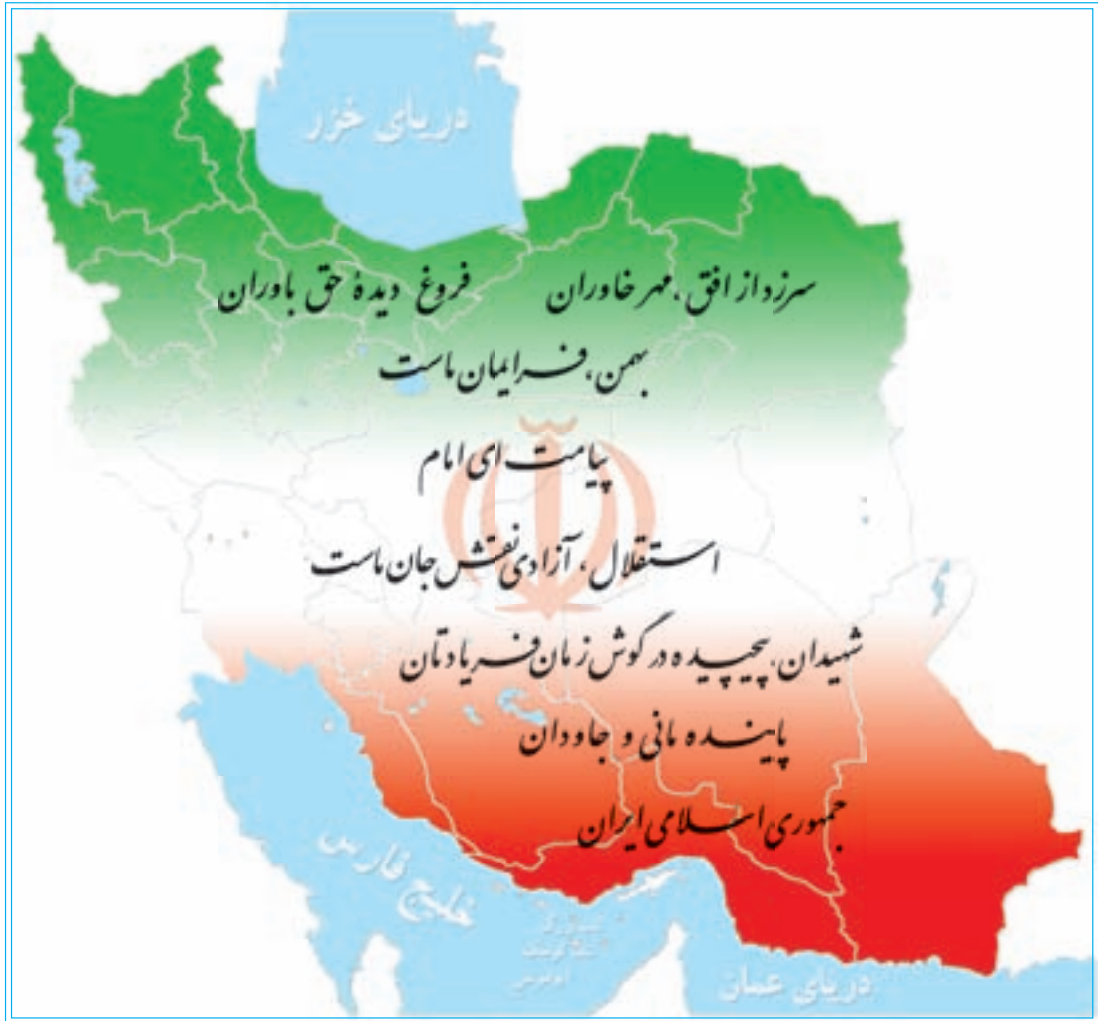 دریای خزر
سر زد از افق، مهر خاوران فروغ دیدهٔ حق باوران
بهمن، فر ایمان ماست
پیامت ای امام
استقلال، آزادی نقش جان ماست
شهیدان، پیچیده در گوش زمان فریادتان
پاینده مانی و جاودان
جمهوری اسلامی ایران
خلیج فارس
دریای عمان